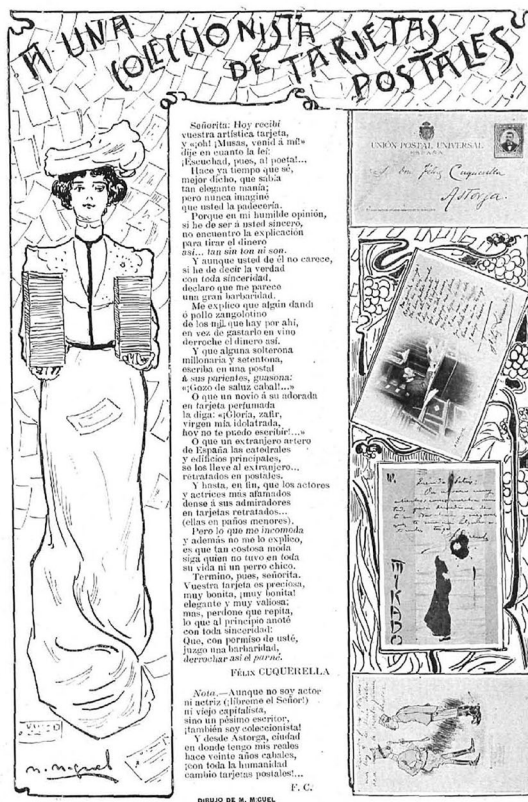 A UNA
COLECCIONISTA
DE TARJETAS
POSTALES
Señorita: Hoy recibí
vuestra artística tarjeta,
y «¡oh! ¡Musas, venid á mí!»
dije en cuanto la leí:
¡Escuchad, pues, al poeta!...
Hace ya tiempo que sé,
mejor dicho, que sabía
tan elegante manía;
pero nunca imaginé
que usted la padecería.
Porque en mi humilde opinión,
si he de ser á usted sincero,
no encuentro la explicación
para tirar el dinero
así... tan sin ton ni son.
Y aunque usted de él no carece,
si he de decir la verdad
con toda sinceridad,
declaro que me parece
una gran barbaridad.
Me explico que algún dandi
ó pollo zangolotino
de los mil que hay por ahí,
en vez de gastarlo en vino
derroche el dinero así.
Y que alguna solterona
millonaria y setentona,
escriba en una postal
á sus parientes, guasona:
«¡Gozo de saluz cabal!...»
O que un novio á su adorada
en tarjeta perfumada
la diga: «¡Gloria, zafir,
virgen mía idolatrada,
hoy no te puedo escribir!...»
O que un extranjero artero
de España las catedrales
y edificios principales,
se los lleve al extranjero...
retratados en postales.
Y hasta, en fin, que los actores
y actrices más afamados
dense á sus admiradores
en tarjetas retratados...
(ellas en paños menores).
Pero lo que me incomoda
y además no me lo explico,
es que tan costosa moda
siga quien no tuvo en toda
su vida ni un perro chico.
Termino, pues, señorita.
Vuestra tarjeta es preciosa,
muy bonita, ¡muy bonita!
elegante y muy valiosa;
mas, perdone que repita,
lo que al principio anoté
con toda sinceridad:
Que, con permiso de usté,
juzgo una barbaridad,
derrochar así el parné.
FÉLIX CUQUERELLA
Nota.—Aunque no soy actor
ni actriz (¡líbreme el Señor!)
ni viejo capitalista,
sino un pésimo escritor,
¡también soy coleccionista!
Y desde Astorga, ciudad
en donde tengo mis reales
hace veinte años cabales,
¡con toda la humanidad
cambio tarjetas postales!...
F. C.
UNIÓN POSTAL UNIVERSAL
ESPAÑA
S. Don Félix Cuquerella
Astorga
MIKADO
M. Miguel
DIBUJO DE M. MIGUEL